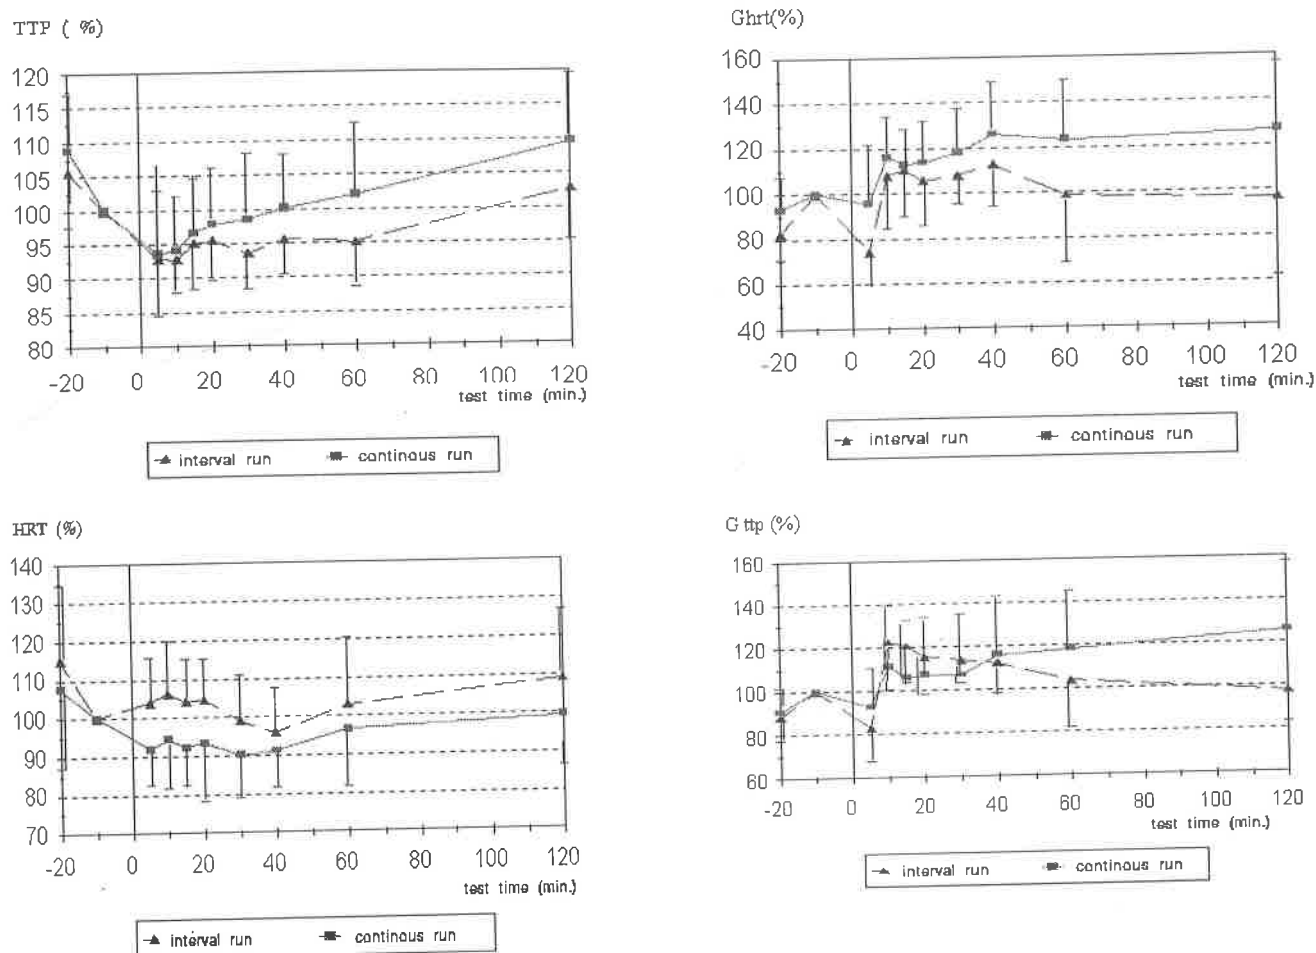 TTP ( %)
120
115
110
105
100
95
90
85
80
-20 0 20 40 60 80 100 120
test time (min.)
interval run continous run
Ghrt(%)
160
140
120
100
80
60
40
-20 0 20 40 60 80 100 120
test time (min.)
interval run continous run
HRT (%)
140
130
120
110
100
90
80
70
-20 0 20 40 60 80 100 120
test time (min.)
interval run continous run
G ttp (%)
160
140
120
100
80
60
-20 0 20 40 60 80 100 120
test time (min.)
interval run continous run